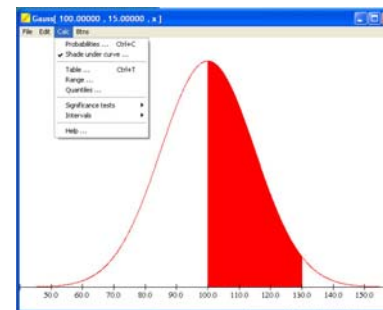 Gauss[ 100.00000 , 15.00000 , x ]
File Edit Calc Btns
Probabilities ... Ctrl+C
Shade under curve ...
Table ... Ctrl+T
Range ...
Quantiles ...
Significance tests
Intervals
Help ...
50.0 60.0 70.0 80.0 90.0 100.0 110.0 120.0 130.0 140.0 150.0